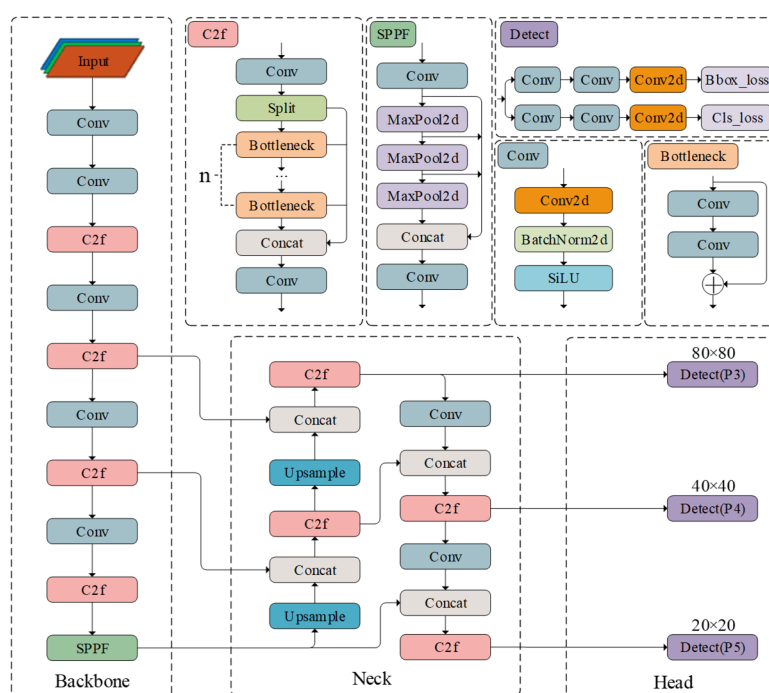 Input
Conv
Conv
C2f
Conv
C2f
Conv
C2f
Conv
C2f
SPPF
Backbone
C2f
Conv
Split
Bottleneck
...
Bottleneck
n
Concat
Conv
SPPF
Conv
MaxPool2d
MaxPool2d
MaxPool2d
Concat
Conv
Detect
Conv Conv Conv2d Bbox_loss
Conv Conv Conv2d Cls_loss
Conv
Conv2d
BatchNorm2d
SiLU
Bottleneck
Conv
Conv
C2f
Concat
Upsample
C2f
Concat
Upsample
Conv
Concat
C2f
Conv
Concat
C2f
Neck
80×80
Detect(P3)
40×40
Detect(P4)
20×20
Detect(P5)
Head